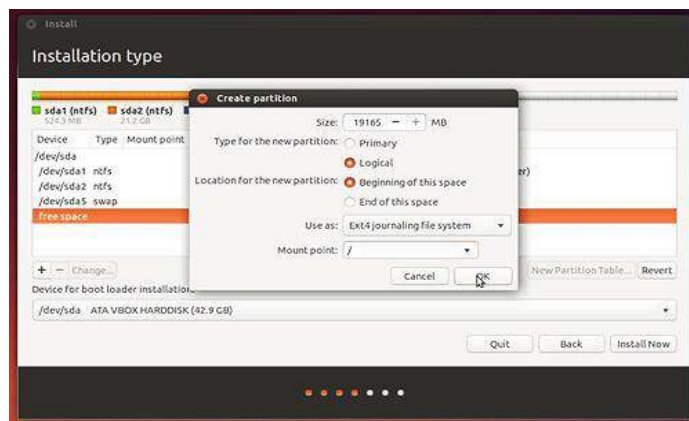 Install
Installation type
sda1 (ntfs) sda2 (ntfs)
524.3 MB 21.2 GB
Device Type Mount point
/dev/sda
/dev/sda1 ntfs
/dev/sda2 ntfs
/dev/sda5 swap
free space
+ - Change...
New Partition Table... Revert
Device for boot loader installation
/dev/sda ATA VBOX HARDDISK (42.9 GB)
Quit Back Install Now
Create partition
Size: 19165 - + MB
Type for the new partition: Primary
Logical
Location for the new partition: Beginning of this space
End of this space
Use as: Ext4 journaling file system
Mount point: /
Cancel OK